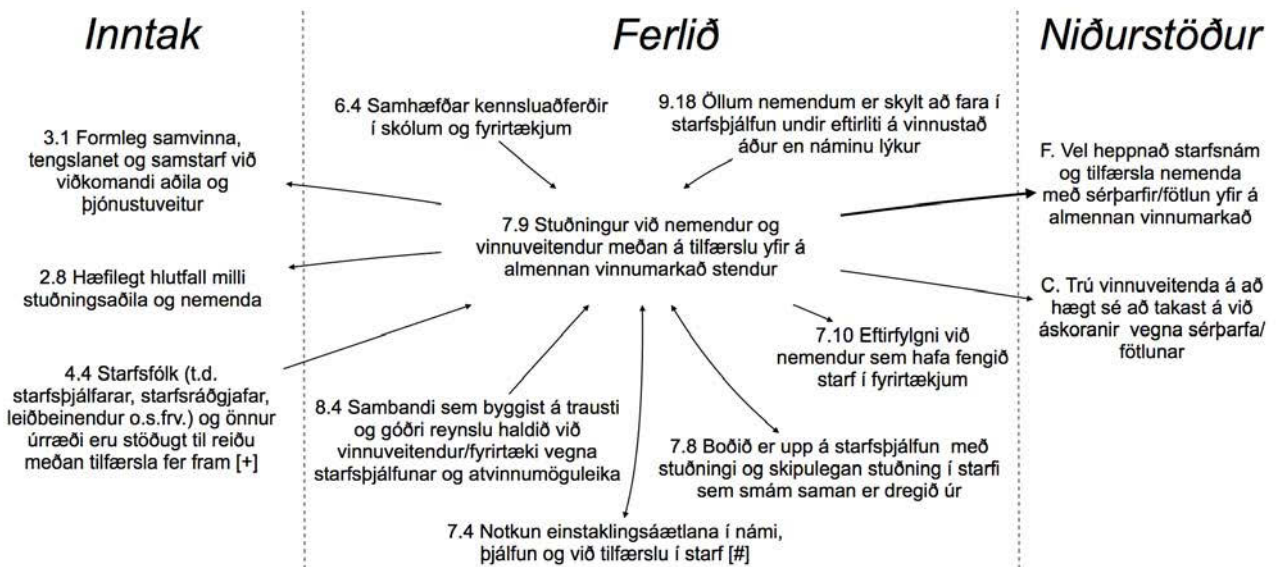 Inntak
Ferlið
Niðurstöður
3.1 Formleg samvinna,
tengslanet og samstarf við
viðkomandi aðila og
þjónustuveitur
2.8 Hæfilegt hlutfall milli
stuðningsaðila og nemenda
4.4 Starfsfólk (t.d.
starfsþjálfarar, starfsráðgjafar,
leiðbeinendur o.s.frv.) og önnur
úrræði eru stöðugt til reiðu
meðan tilfærsla fer fram [+]
6.4 Samhæfðar kennsluaðferðir
í skólum og fyrirtækjum
9.18 Öllum nemendum er skylt að fara í
starfsþjálfun undir eftirliti á vinnustað
áður en náminu lýkur
7.9 Stuðningur við nemendur og
vinnuveitendur meðan á tilfærslu yfir á
almennan vinnumarkað stendur
7.10 Eftirfylgni við
nemendur sem hafa fengið
starf í fyrirtækjum
8.4 Sambandi sem byggist á trausti
og góðri reynslu haldið við
vinnuveitendur/fyrirtæki vegna
starfsþjálfunar og atvinnumöguleika
7.8 Boðið er upp á starfsþjálfun með
stuðningi og skipulegan stuðning í starfi
sem smám saman er dregið úr
7.4 Notkun einstaklingsáætlana í námi,
þjálfun og við tilfærslu í starf [#]
F. Vel heppnað starfsnám
og tilfærsla nemenda
með sérþarfir/fötlun yfir á
almennan vinnumarkað
C. Trú vinnuveitenda á að
hægt sé að takast á við
áskoranir vegna sérþarfa/
fötlunar